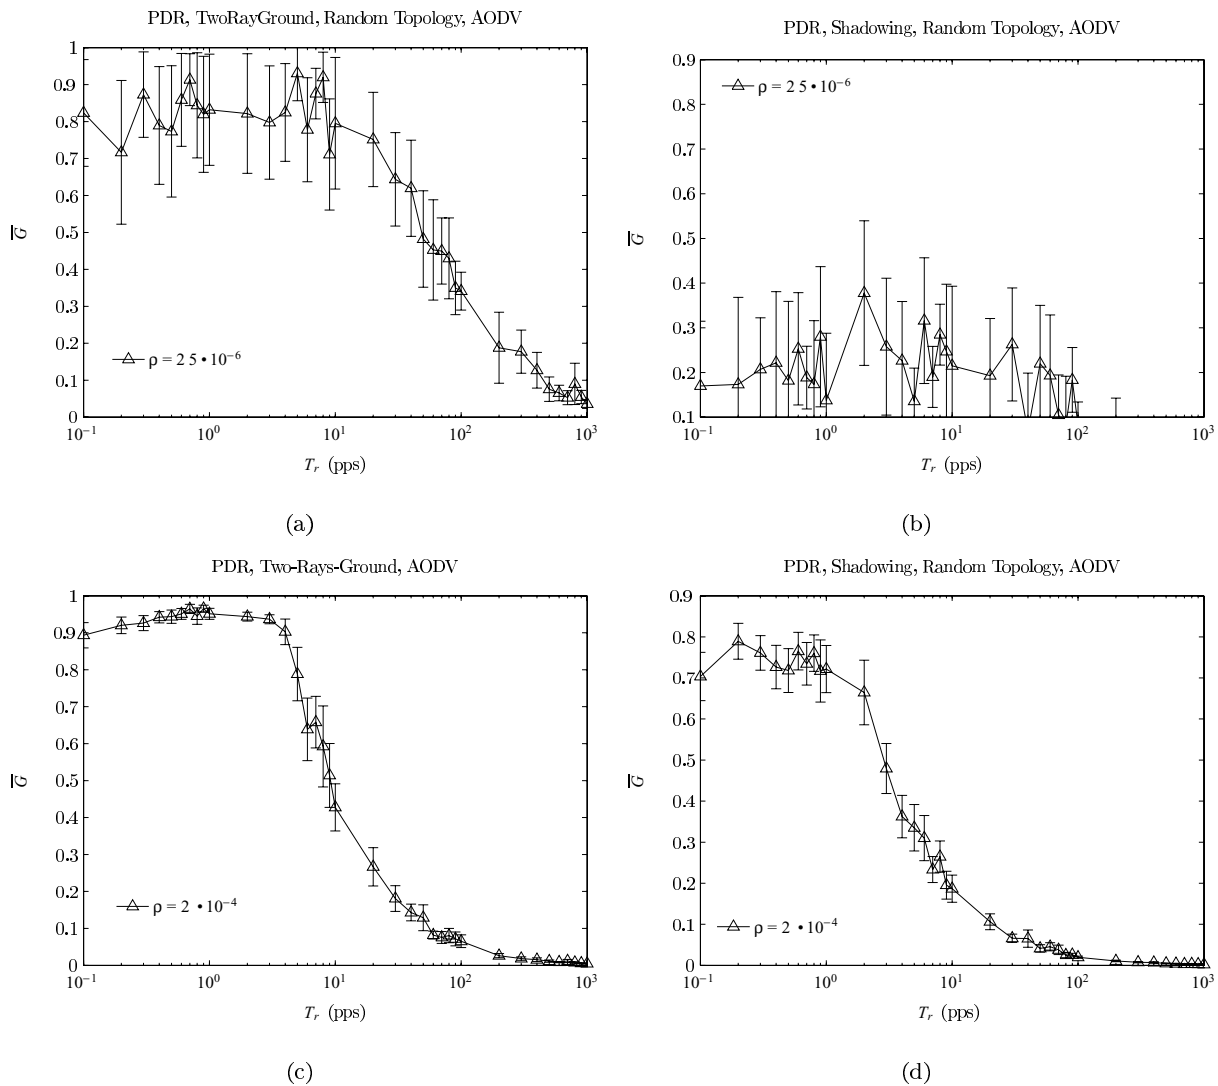 PDR, TwoRayGround, Random Topology, AODV
1
0.9
0.8
0.7
0.6
0.5
0.4
0.3
0.2
0.1
0
G
ρ = 2 5 • 10−6
10−1 100 101 102 103
Tr (pps)
(a)
PDR, Shadowing, Random Topology, AODV
0.9
0.8
0.7
0.6
0.5
0.4
0.3
0.2
0.1
G
ρ = 2 5 • 10−6
10−1 100 101 102 103
Tr (pps)
(b)
PDR, Two-Rays-Ground, AODV
1
0.9
0.8
0.7
0.6
0.5
0.4
0.3
0.2
0.1
0
G
ρ = 2 • 10−4
10−1 100 101 102 103
Tr (pps)
(c)
PDR, Shadowing, Random Topology, AODV
0.9
0.8
0.7
0.6
0.5
0.4
0.3
0.2
0.1
0
G
ρ = 2 • 10−4
10−1 100 101 102 103
Tr (pps)
(d)